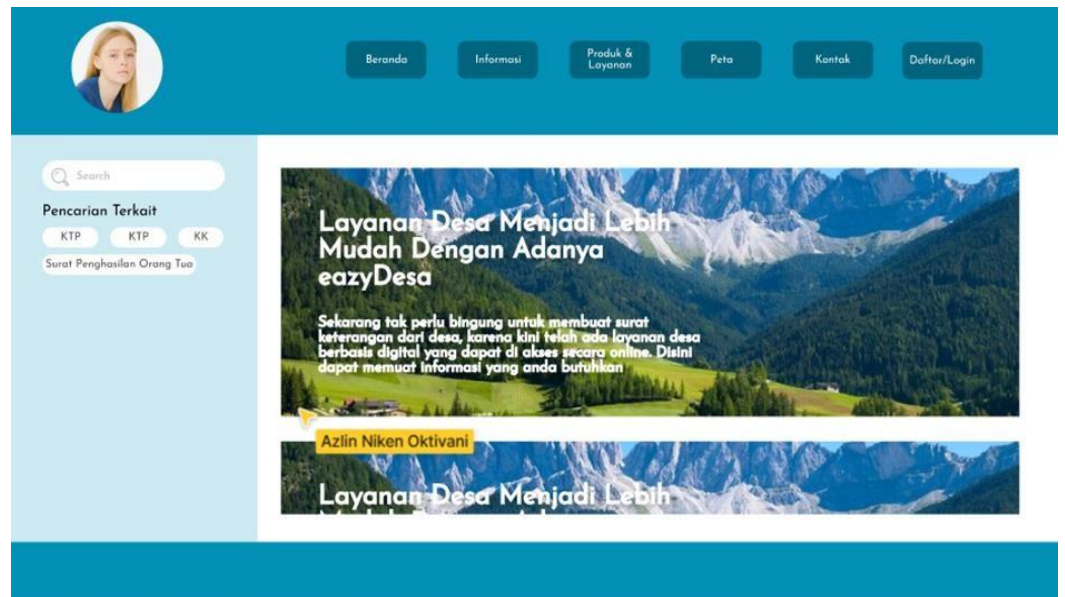 Beranda
Informasi
Produk &
Layanan
Peta
Kontak
Daftar/Login
Search
Pencarian Terkait
KTP
KTP
KK
Surat Penghasilan Orang Tua
Layanan Desa Menjadi Lebih
Mudah Dengan Adanya
eazyDesa
Sekarang tak perlu bingung untuk membuat surat
keterangan dari desa, karena kini telah ada layanan desa
berbasis digital yang dapat di akses secara online. Disini
dapat memuat informasi yang anda butuhkan
Azlin Niken Oktivani
Layanan Desa Menjadi Lebih